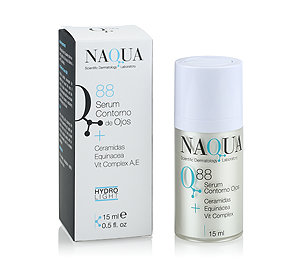 NAQUA
Scientific Dermatology Laboratory
Q
88
Serum
Contorno
de Ojos
+
Ceramidas
Equinacea
Vit Complex A,E
HYDRO
LIGHT
15 ml e
0.5 fl. oz
NAQUA
Scientific Dermatology Laboratory
Q88
Serum
Contorno Ojos
+
Ceramidas
Equinacea
Vit Complex
15 ml